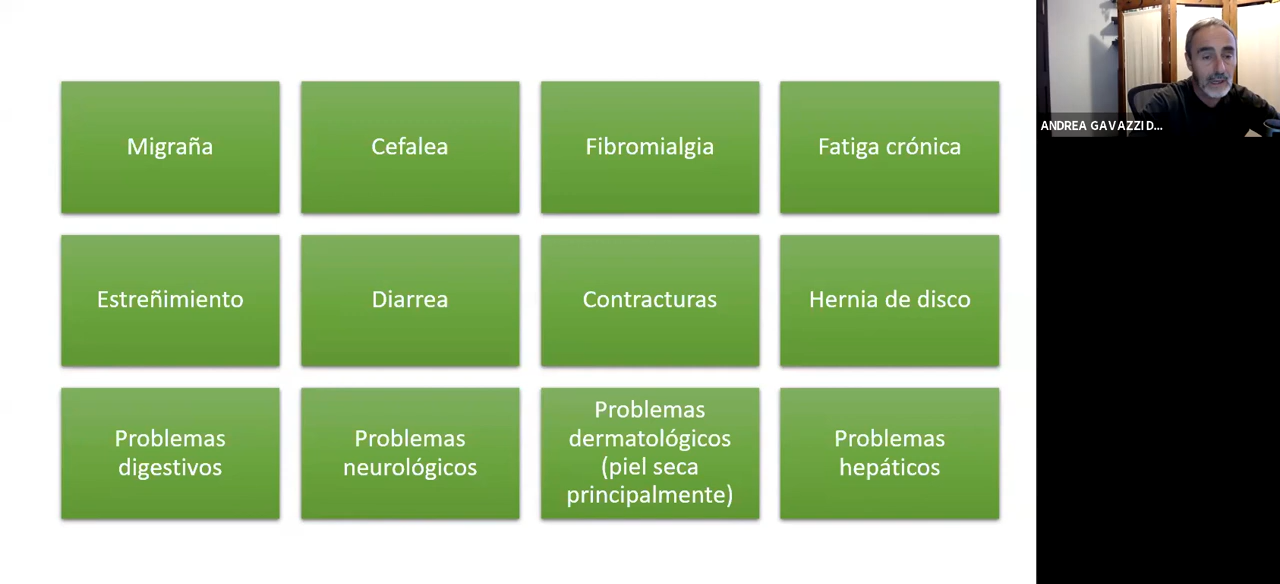 Migraña
Cefalea
Fibromialgia
Fatiga crónica
Estreñimiento
Diarrea
Contracturas
Hernia de disco
Problemas
digestivos
Problemas
neurológicos
Problemas
dermatológicos
(piel seca
principalmente)
Problemas
hepáticos
ANDREA GAVAZZI D...